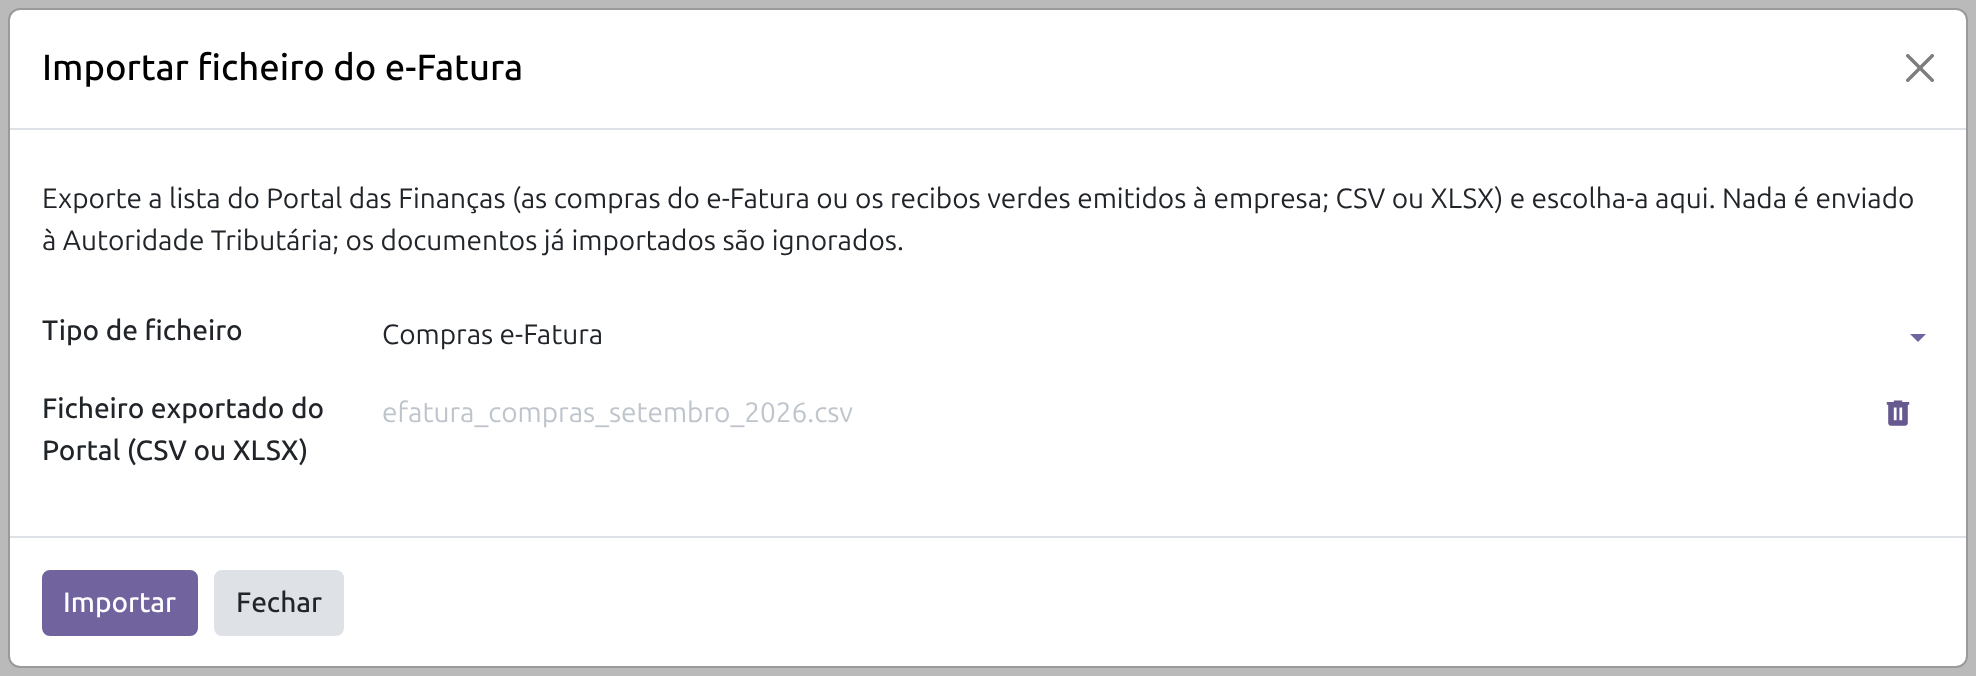 Importar ficheiro do e-Fatura
Exporte a lista do Portal das Finanças (as compras do e-Fatura ou os recibos verdes emitidos à empresa; CSV ou XLSX) e escolha-a aqui. Nada é enviado
à Autoridade Tributária; os documentos já importados são ignorados.
Tipo de ficheiro
Compras e-Fatura
Ficheiro exportado do
Portal (CSV ou XLSX)
efatura_compras_setembro_2026.csv
Importar
Fechar